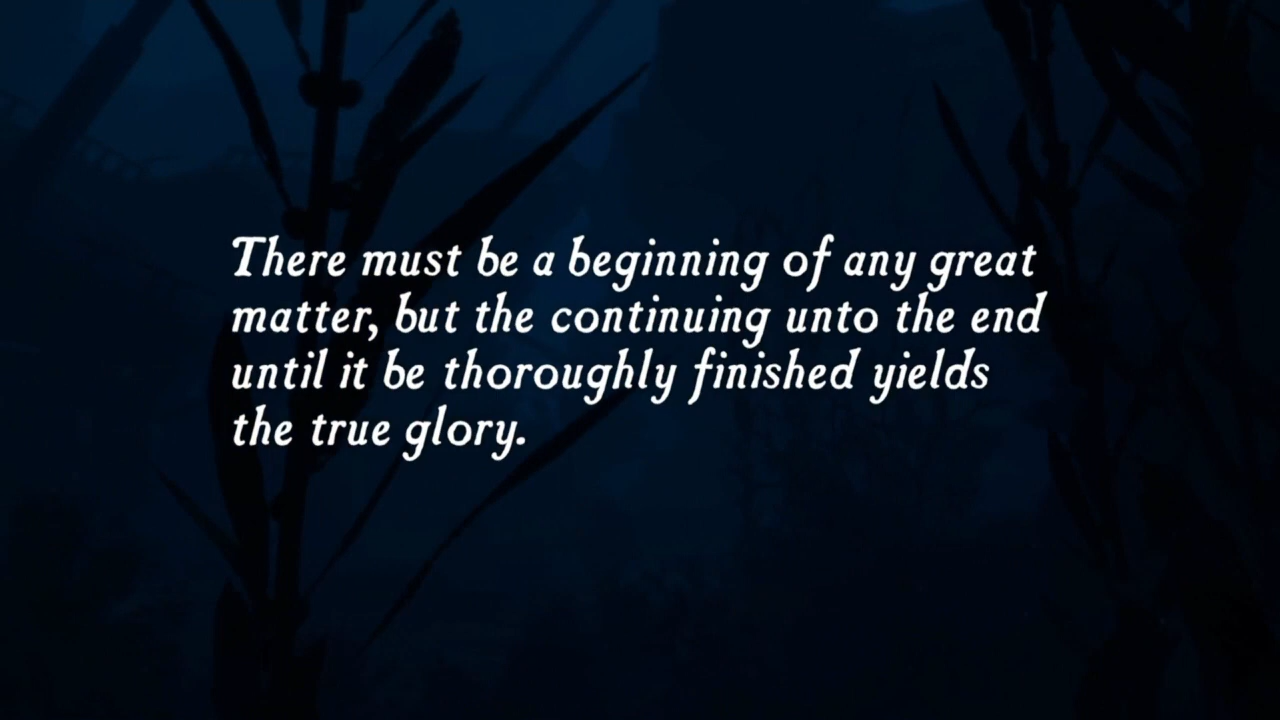 There must be a beginning of any great
matter, but the continuing unto the end
until it be thoroughly finished yields
the true glory.